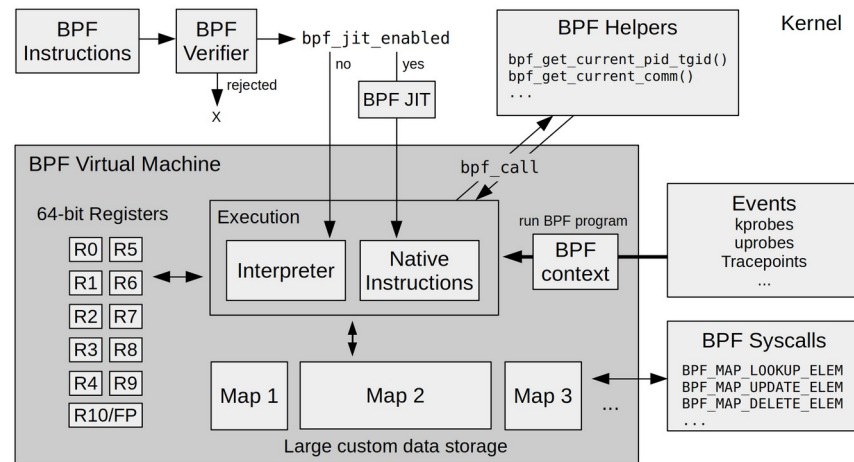 BPF
Instructions
BPF
Verifier
rejected
X
bpf_jit_enabled
no
yes
BPF JIT
BPF Helpers
bpf_get_current_pid_tgid()
bpf_get_current_comm()
...
Kernel
BPF Virtual Machine
bpf_call
64-bit Registers
R0 R5
R1 R6
R2 R7
R3 R8
R4 R9
R10/FP
Execution
Interpreter
Native
Instructions
run BPF program
BPF
context
Events
kprobes
uprobes
Tracepoints
...
Map 1
Map 2
Map 3
...
Large custom data storage
BPF Syscalls
BPF_MAP_LOOKUP_ELEM
BPF_MAP_UPDATE_ELEM
BPF_MAP_DELETE_ELEM
...